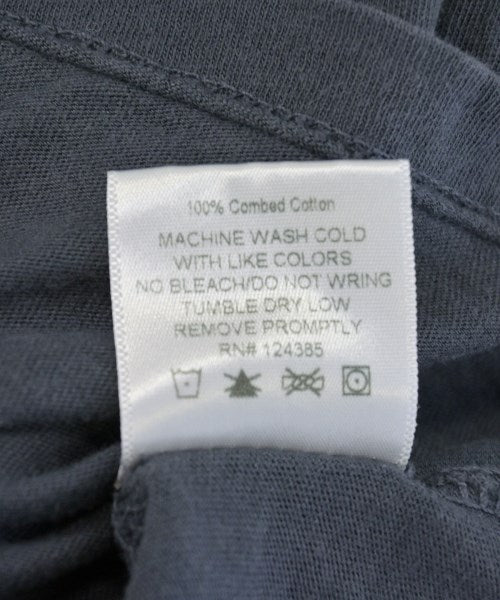 100% Combed Cotton
MACHINE WASH COLD
WITH LIKE COLORS
NO BLEACH/DO NOT WRING
TUMBLE DRY LOW
REMOVE PROMPTLY
RN# 124385